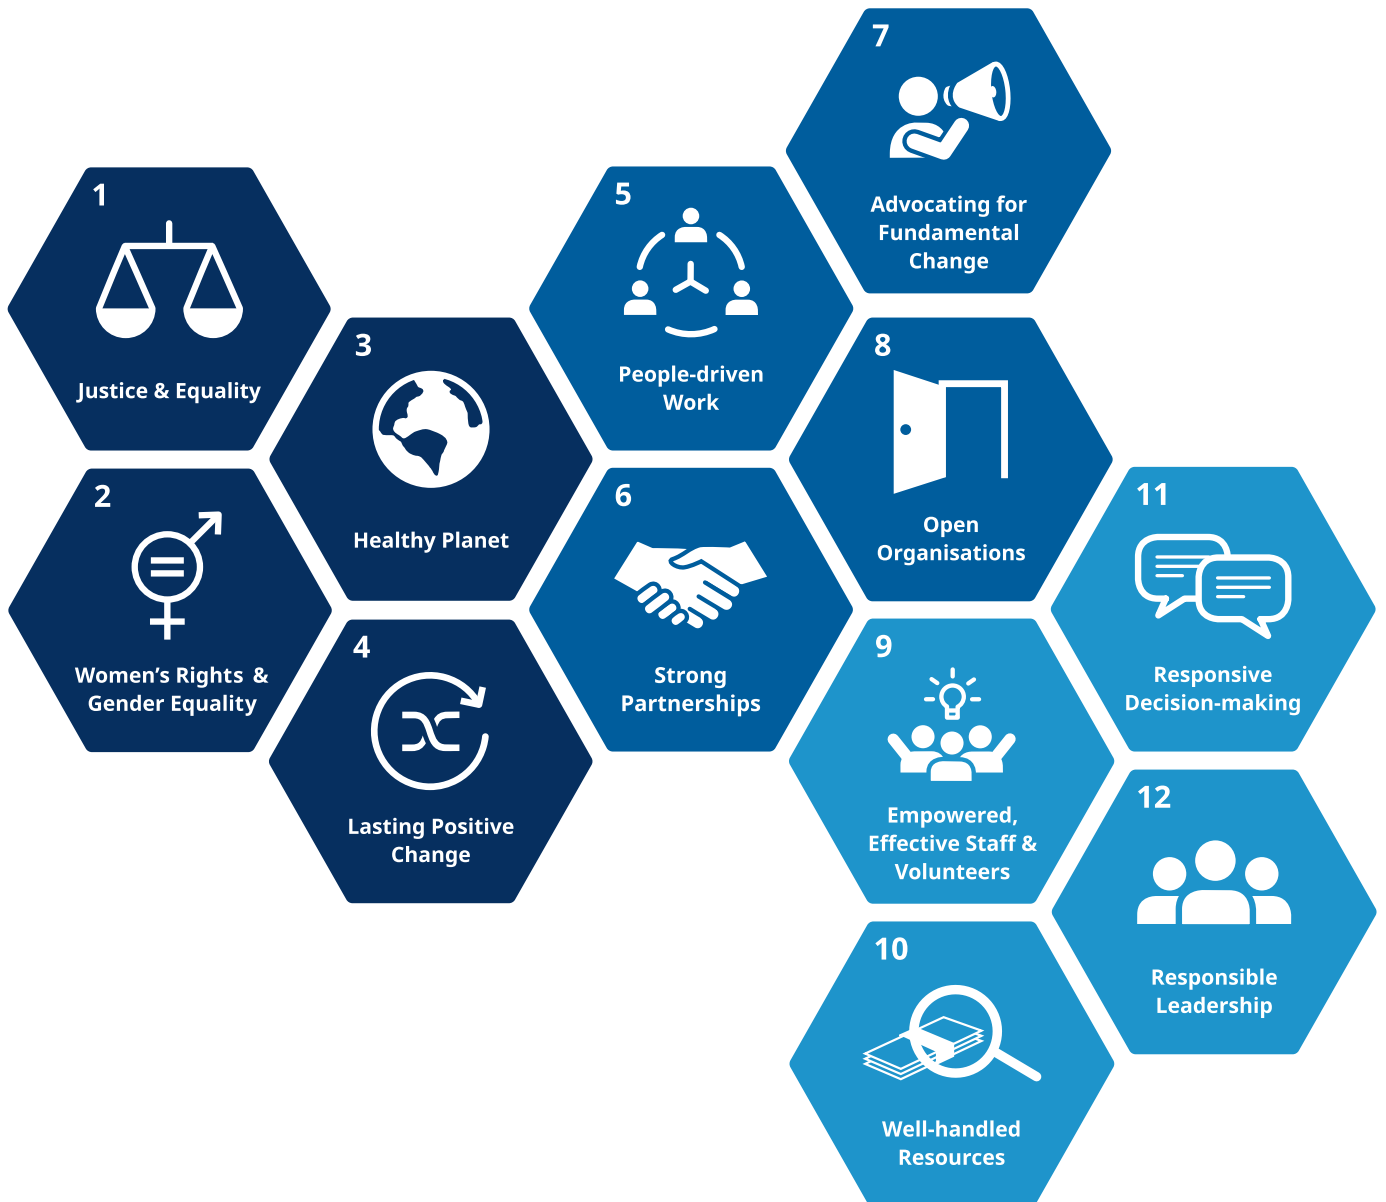 1
Justice & Equality
2
Women’s Rights &
Gender Equality
3
Healthy Planet
4
Lasting Positive
Change
5
People-driven
Work
6
Strong
Partnerships
7
Advocating for
Fundamental
Change
8
Open
Organisations
9
Empowered,
Effective Staff &
Volunteers
10
Well-handled
Resources
11
Responsive
Decision-making
12
Responsible
Leadership